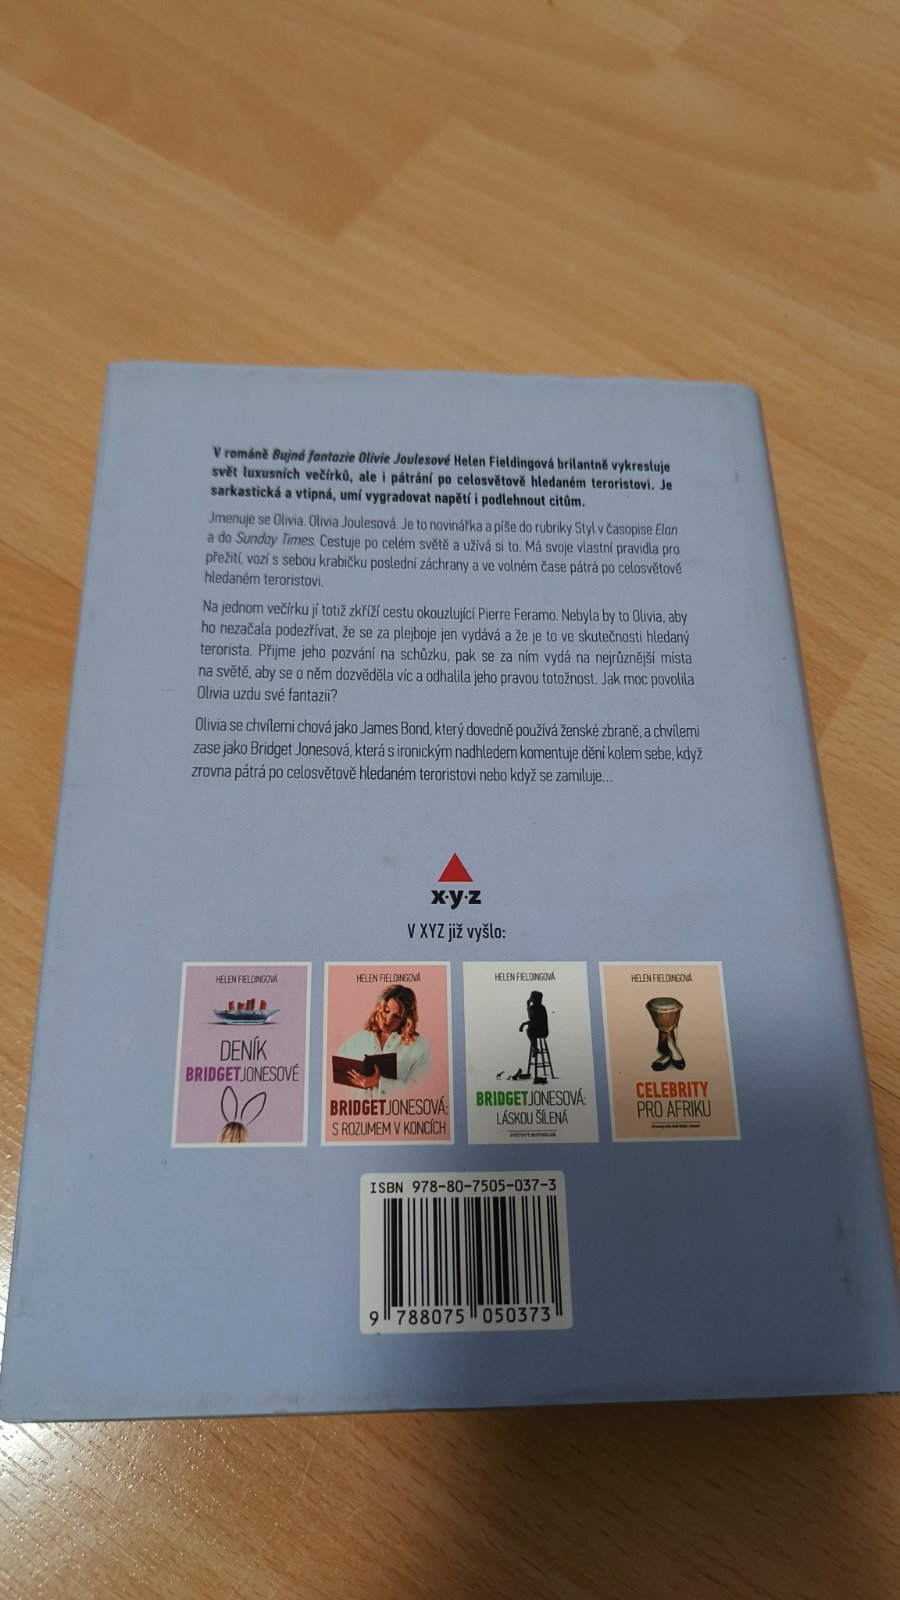 V románě Bujná fantazie Olivie Joulesové Helen Fieldingová brilantně vykresluje
svět luxusních večírků, ale i pátrání po celosvětově hledaném teroristovi. Je
sarkastická a vtipná, umí vygradovat napětí i podlehnout citům.
Jmenuje se Olivia. Olivia Joulesová. Je to novinářka a píše do rubriky Styl v časopise Elan
a do Sunday Times. Cestuje po celém světě a užívá si to. Má svoje vlastní pravidla pro
přežití, vozí s sebou krabičku poslední záchrany a ve volném čase pátrá po celosvětově
hledaném teroristovi.
Na jednom večírku jí totiž zkříží cestu okouzlující Pierre Feramo. Nebyla by to Olivia, aby
ho nezačala podezřívat, že se za plejboje jen vydává a že je to ve skutečnosti hledaný
terorista. Přijme jeho pozvání na schůzku, pak se za ním vydá na nejrůznější místa
na světě, aby se o něm dozvěděla víc a odhalila jeho pravou totožnost. Jak moc povolila
Olivia uzdu své fantazii?
Olivia se chvílemi chová jako James Bond, který dovedně používá ženské zbraně, a chvílemi
zase jako Bridget Jonesová, která s ironickým nadhledem komentuje dění kolem sebe, když
zrovna pátrá po celosvětově hledaném teroristovi nebo když se zamiluje...
x·y·z
V XYZ již vyšlo:
HELEN FIELDINGOVÁ
DENÍK
BRIDGETJONESOVÉ
HELEN FIELDINGOVÁ
BRIDGETJONESOVÁ:
S ROZUMEM V KONCÍCH
HELEN FIELDINGOVÁ
BRIDGETJONESOVÁ:
LÁSKOU ŠÍLENÁ
SVĚTOVÝ BESTSELLER
HELEN FIELDINGOVÁ
CELEBRITY
PRO AFRIKU
ISBN 978-80-7505-037-3
9 788075 050373